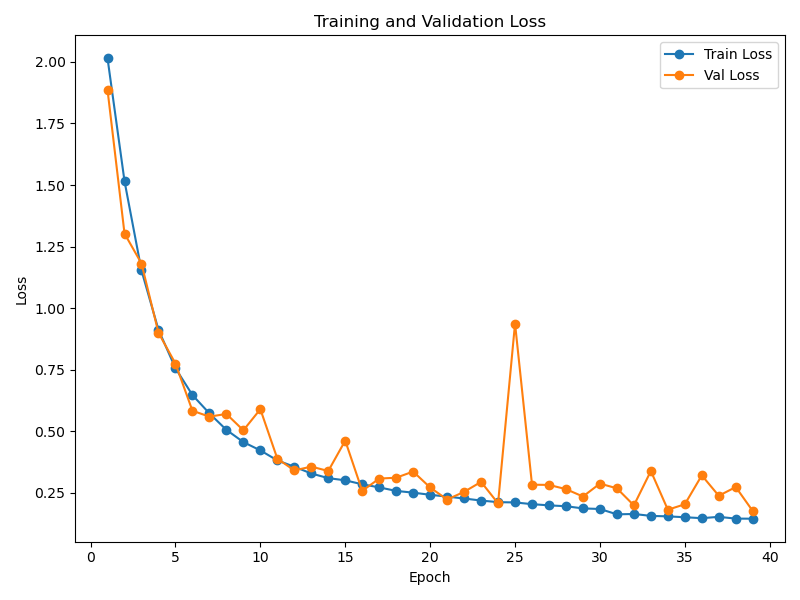 Training and Validation Loss
Train Loss
Val Loss
2.00
1.75
1.50
1.25
1.00
0.75
0.50
0.25
Loss
0 5 10 15 20 25 30 35 40
Epoch